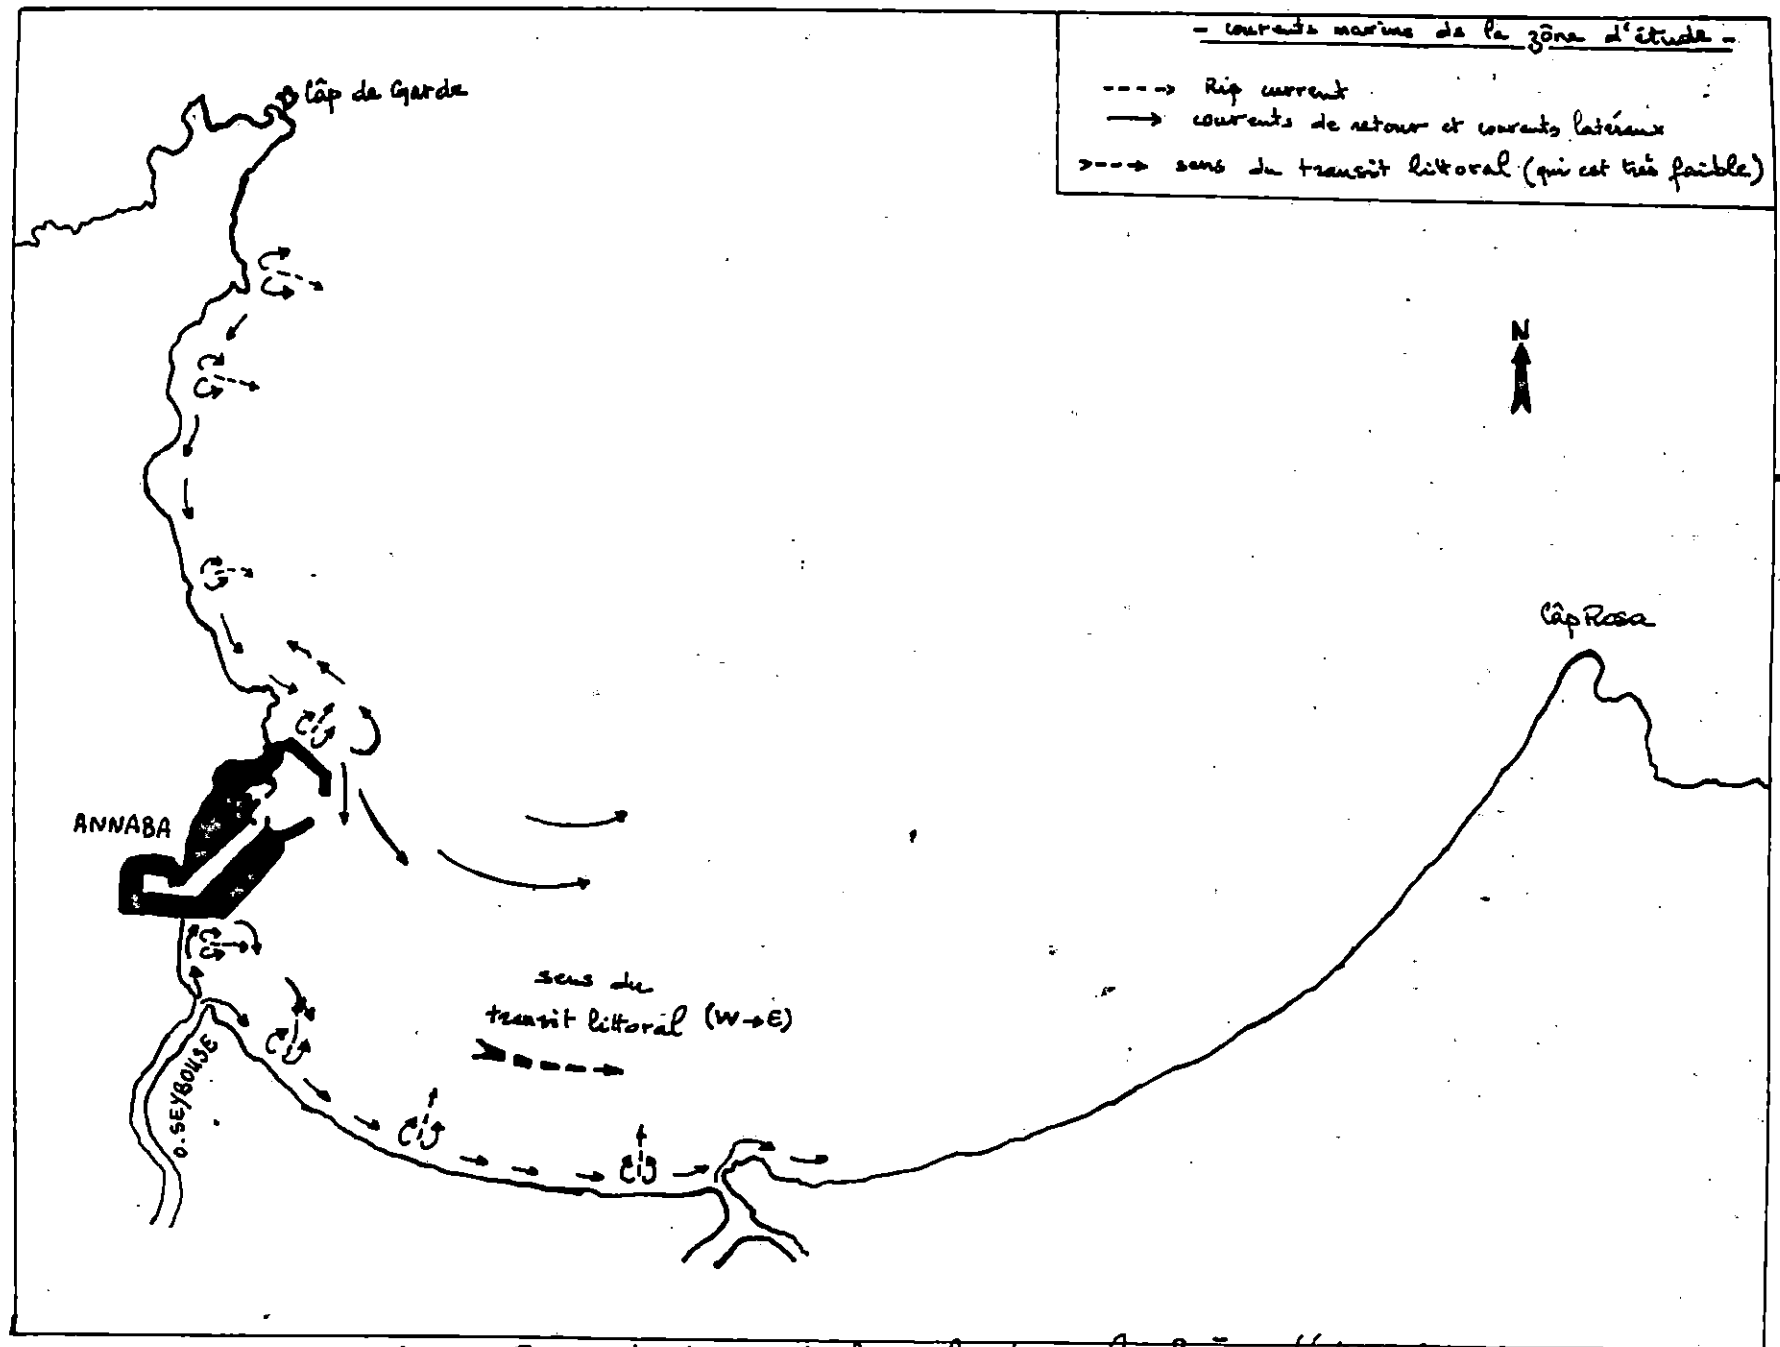 - courants marins de la zône d'étude -
Rip current
courants de retour et courants latéraux
sens du transit littoral (qui est très faible)
Câp de Garde
N
Câp Rosa
ANNABA
sens du
transit littoral (W→E)
O. SEYBOUSE